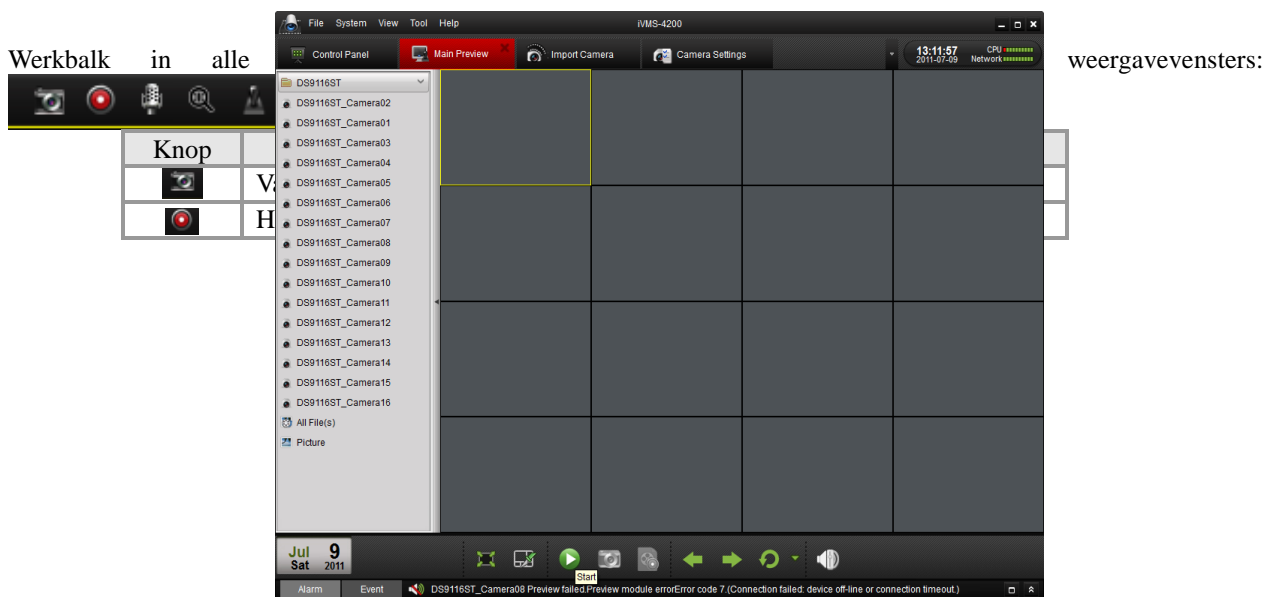 File System View Tool Help iVMS-4200
Control Panel Main Preview Import Camera Camera Settings 13:11:57 2011-07-09 CPU Network
Werkbalk in alle weergavevensters:
DS9116ST
DS9116ST_Camera02
DS9116ST_Camera01
DS9116ST_Camera03
DS9116ST_Camera04
DS9116ST_Camera05
DS9116ST_Camera06
DS9116ST_Camera07
DS9116ST_Camera08
DS9116ST_Camera09
DS9116ST_Camera10
DS9116ST_Camera11
DS9116ST_Camera12
DS9116ST_Camera13
DS9116ST_Camera14
DS9116ST_Camera15
DS9116ST_Camera16
All File(s)
Picture
Knop
Jul 9
Sat 2011
Start
Alarm Event DS9116ST_Camera08 Preview failed.Preview module errorError code 7.(Connection failed: device off-line or connection timeout.)